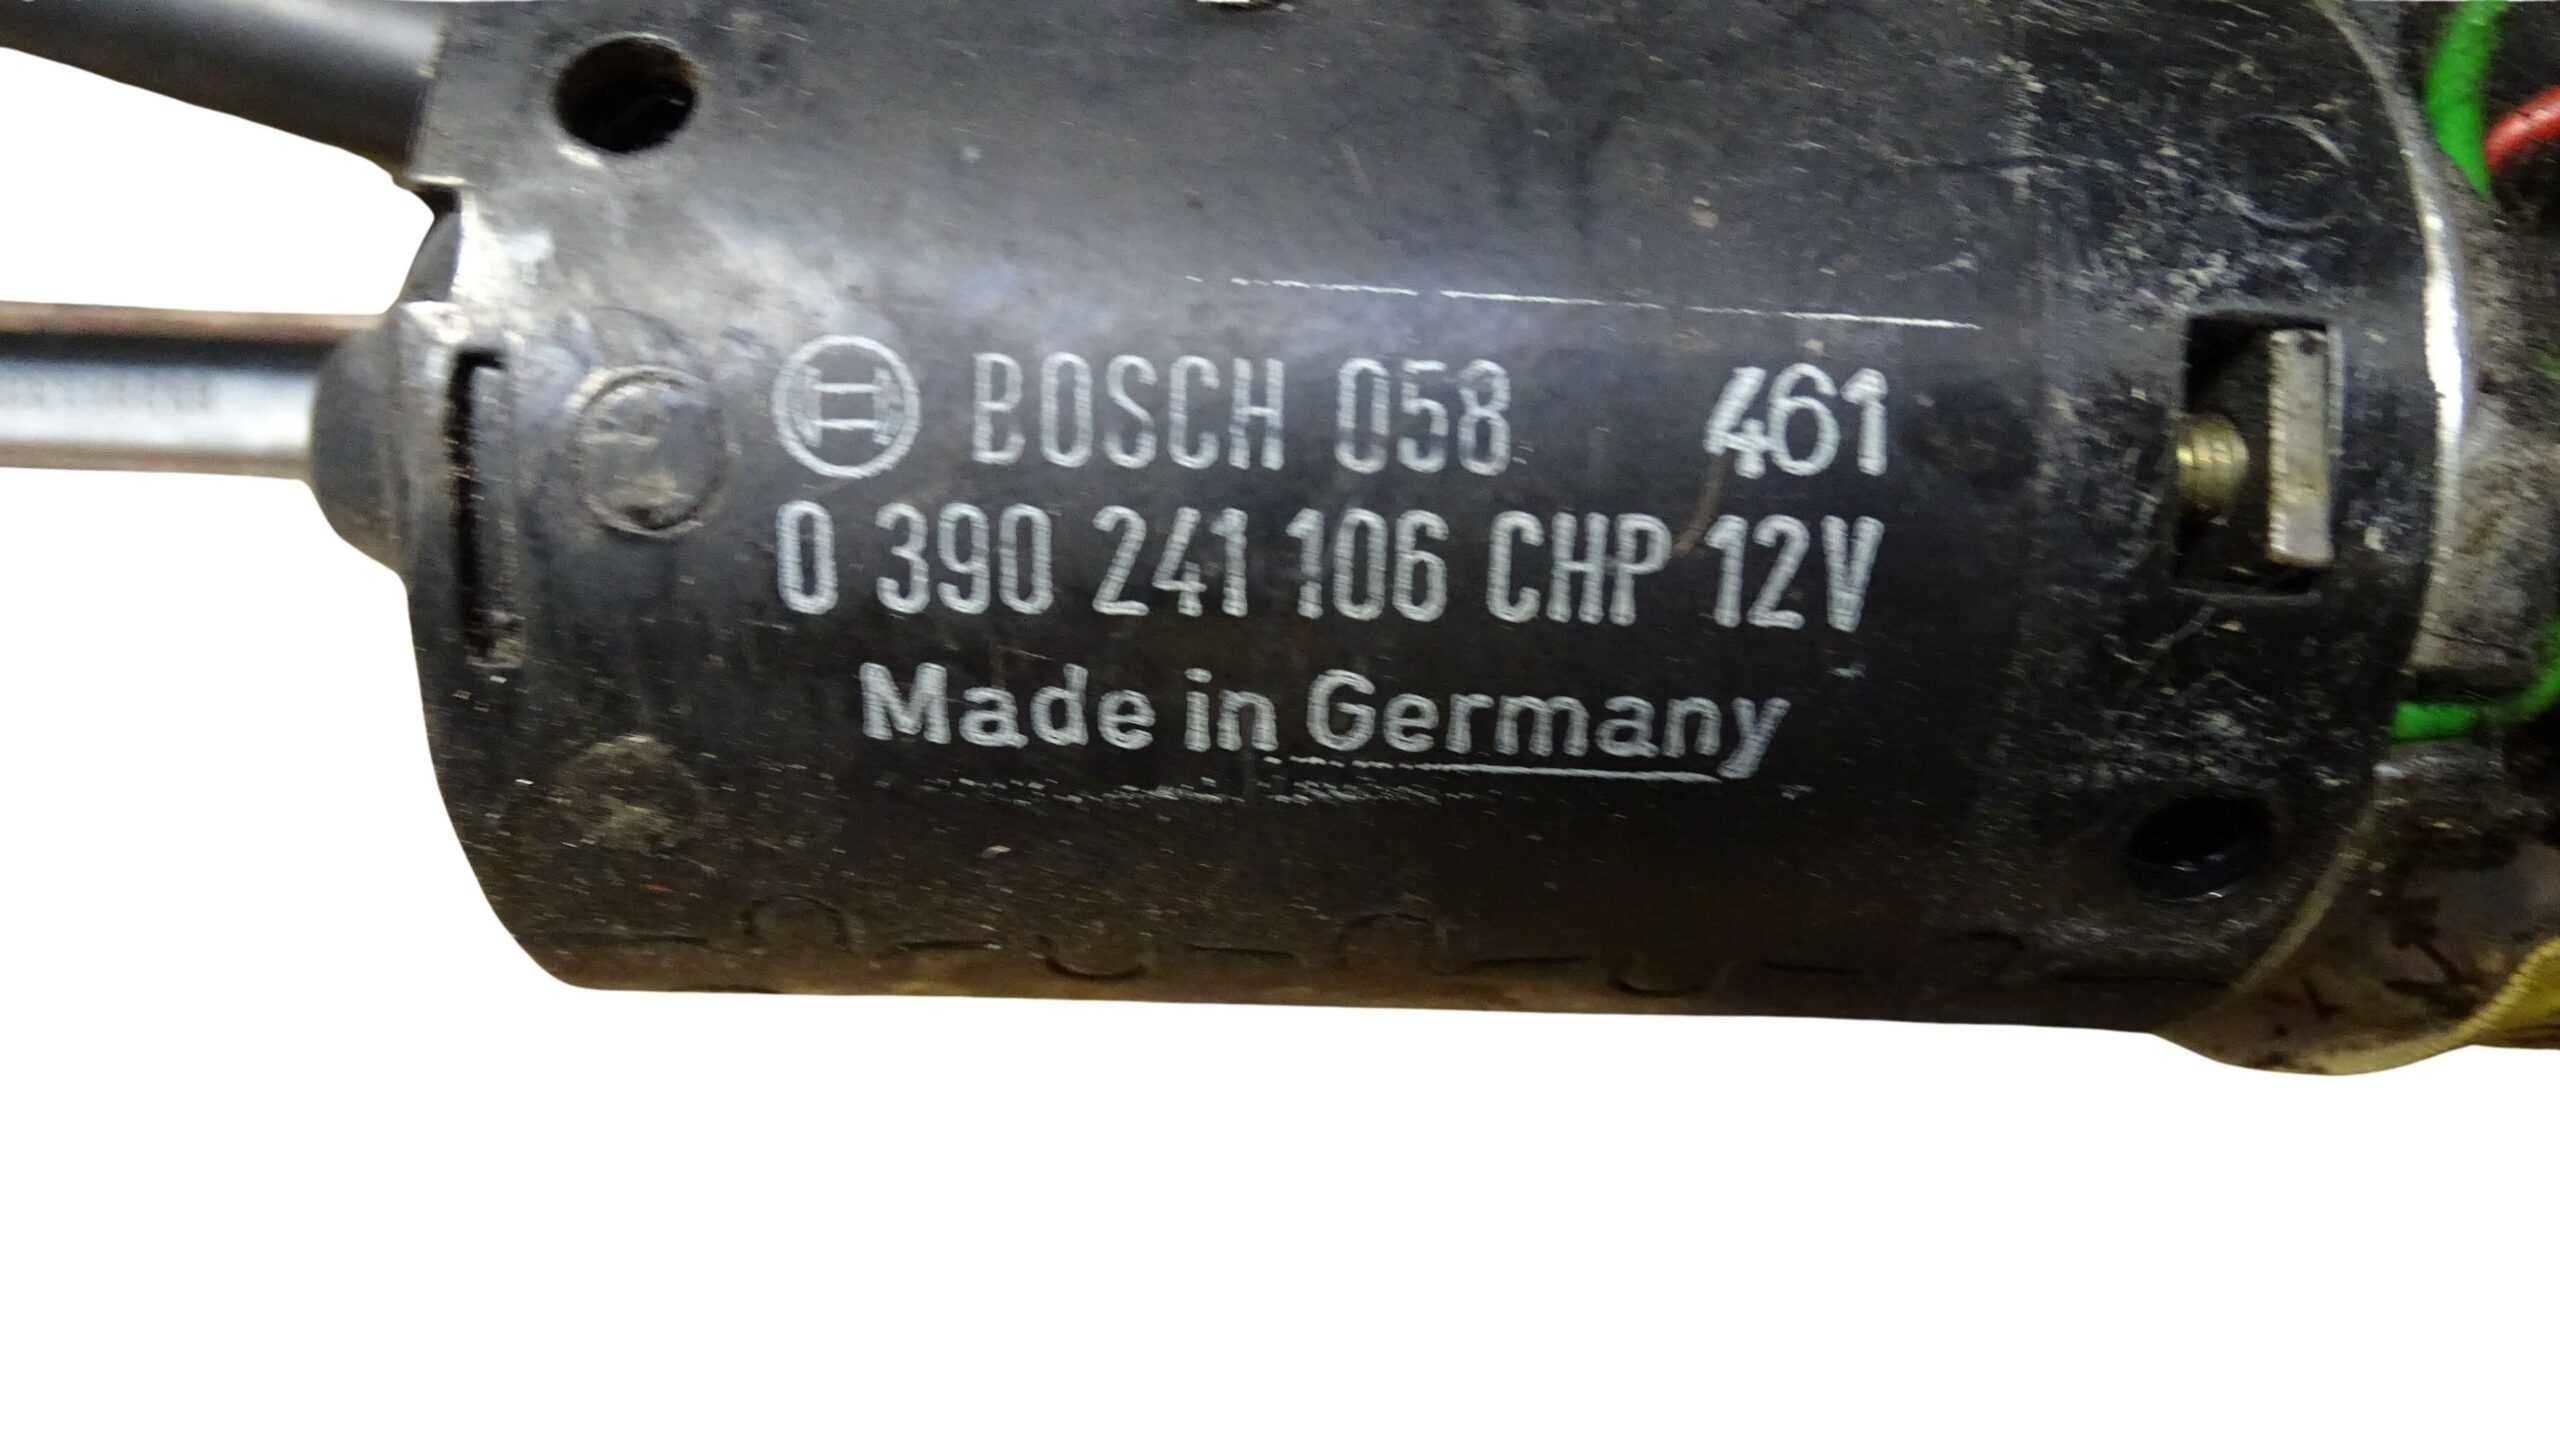 BOSCH 058 461
0 390 241 106 CHP 12V
Made in Germany